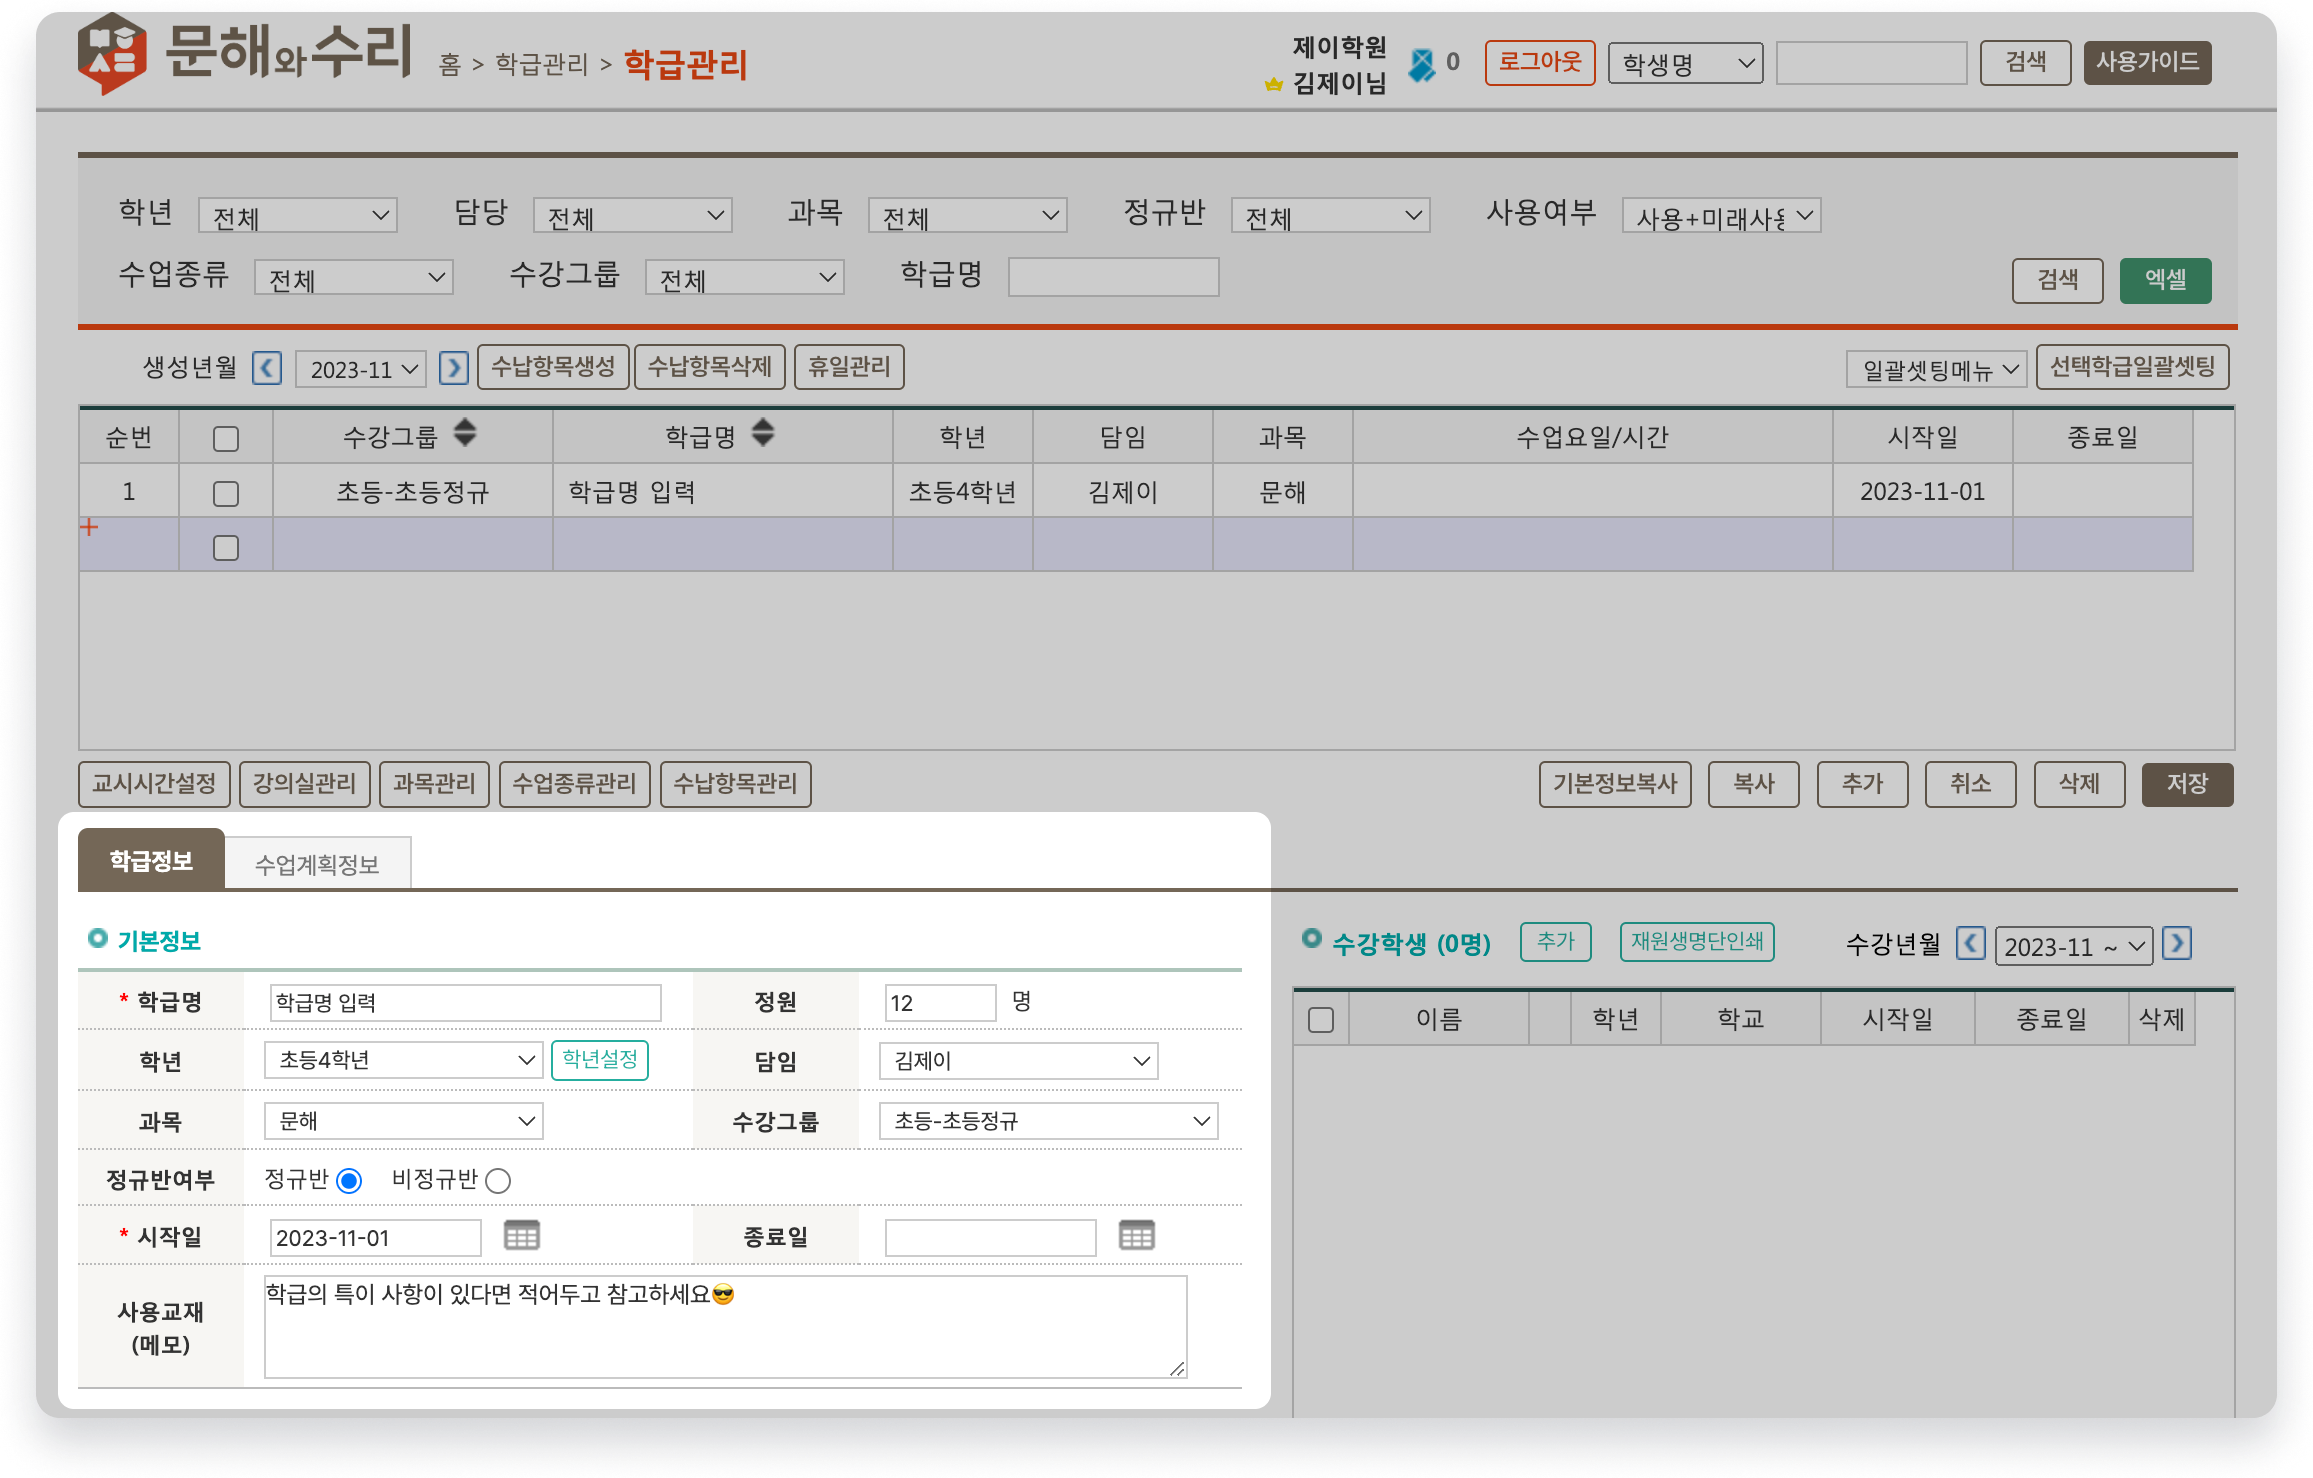 문해와수리 홈 > 학급관리 > 학급관리
제이학원
김제이님
0 로그아웃 학생명 검색 사용가이드
학년 전체 담당 전체 과목 전체 정규반 전체 사용여부 사용+미래사용
수업종류 전체 수강그룹 전체 학급명 검색 엑셀
생성년월 2023-11 수납항목생성 수납항목삭제 휴일관리 일괄셋팅메뉴 선택학급일괄셋팅
순번 수강그룹 학급명 학년 담임 과목 수업요일/시간 시작일 종료일
1 초등-초등정규 학급명 입력 초등4학년 김제이 문해 2023-11-01
+
교시시간설정 강의실관리 과목관리 수업종류관리 수납항목관리 기본정보복사 복사 추가 취소 삭제 저장
학급정보 수업계획정보
기본정보
* 학급명 학급명 입력 정원 12 명
학년 초등4학년 학년설정 담임 김제이
과목 문해 수강그룹 초등-초등정규
정규반여부 정규반 비정규반
* 시작일 2023-11-01 종료일
사용교재
(메모)
학급의 특이 사항이 있다면 적어두고 참고하세요😎
수강학생 (0명) 추가 재원생명단인쇄 수강년월 2023-11 ~
이름 학년 학교 시작일 종료일 삭제